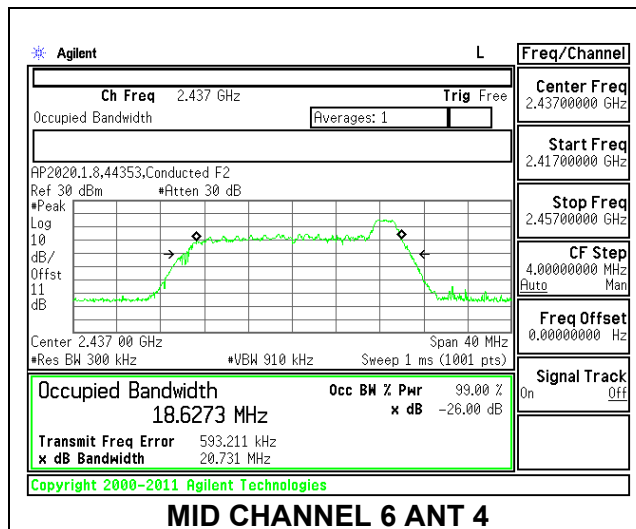 Agilent L Freq/Channel
Ch Freq 2.437 GHz Trig Free
Occupied Bandwidth Averages: 1
AP2020.1.8,44353,Conducted F2
Ref 30 dBm #Atten 30 dB
#Peak
Log
10
dB/
Offst
11
dB
Center 2.437 00 GHz Span 40 MHz
#Res BW 300 kHz #VBW 910 kHz Sweep 1 ms (1001 pts)
Occupied Bandwidth Occ BW % Pwr 99.00 %
18.6273 MHz x dB -26.00 dB
Transmit Freq Error 593.211 kHz
x dB Bandwidth 20.731 MHz
Copyright 2000-2011 Agilent Technologies
Center Freq
2.43700000 GHz
Start Freq
2.41700000 GHz
Stop Freq
2.45700000 GHz
CF Step
4.00000000 MHz
Auto Man
Freq Offset
0.00000000 Hz
Signal Track
On Off
MID CHANNEL 6 ANT 4